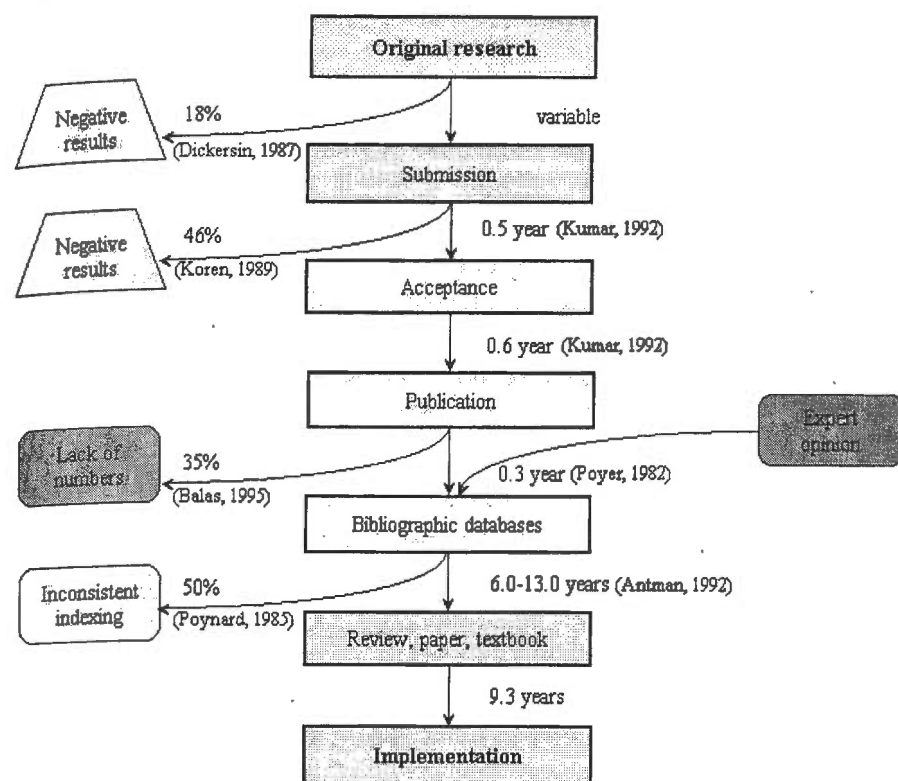 Original research
Negative
results
18%
(Dickersin, 1987)
variable
Submission
Negative
results
46%
(Koren, 1989)
0.5 year (Kumar, 1992)
Acceptance
0.6 year (Kumar, 1992)
Publication
Expert
opinion
Lack of
numbers
35%
(Balas, 1995)
0.3 year (Poyer, 1982)
Bibliographic databases
Inconsistent
indexing
50%
(Poynard, 1985)
6.0-13.0 years (Antman, 1992)
Review, paper, textbook
9.3 years
Implementation